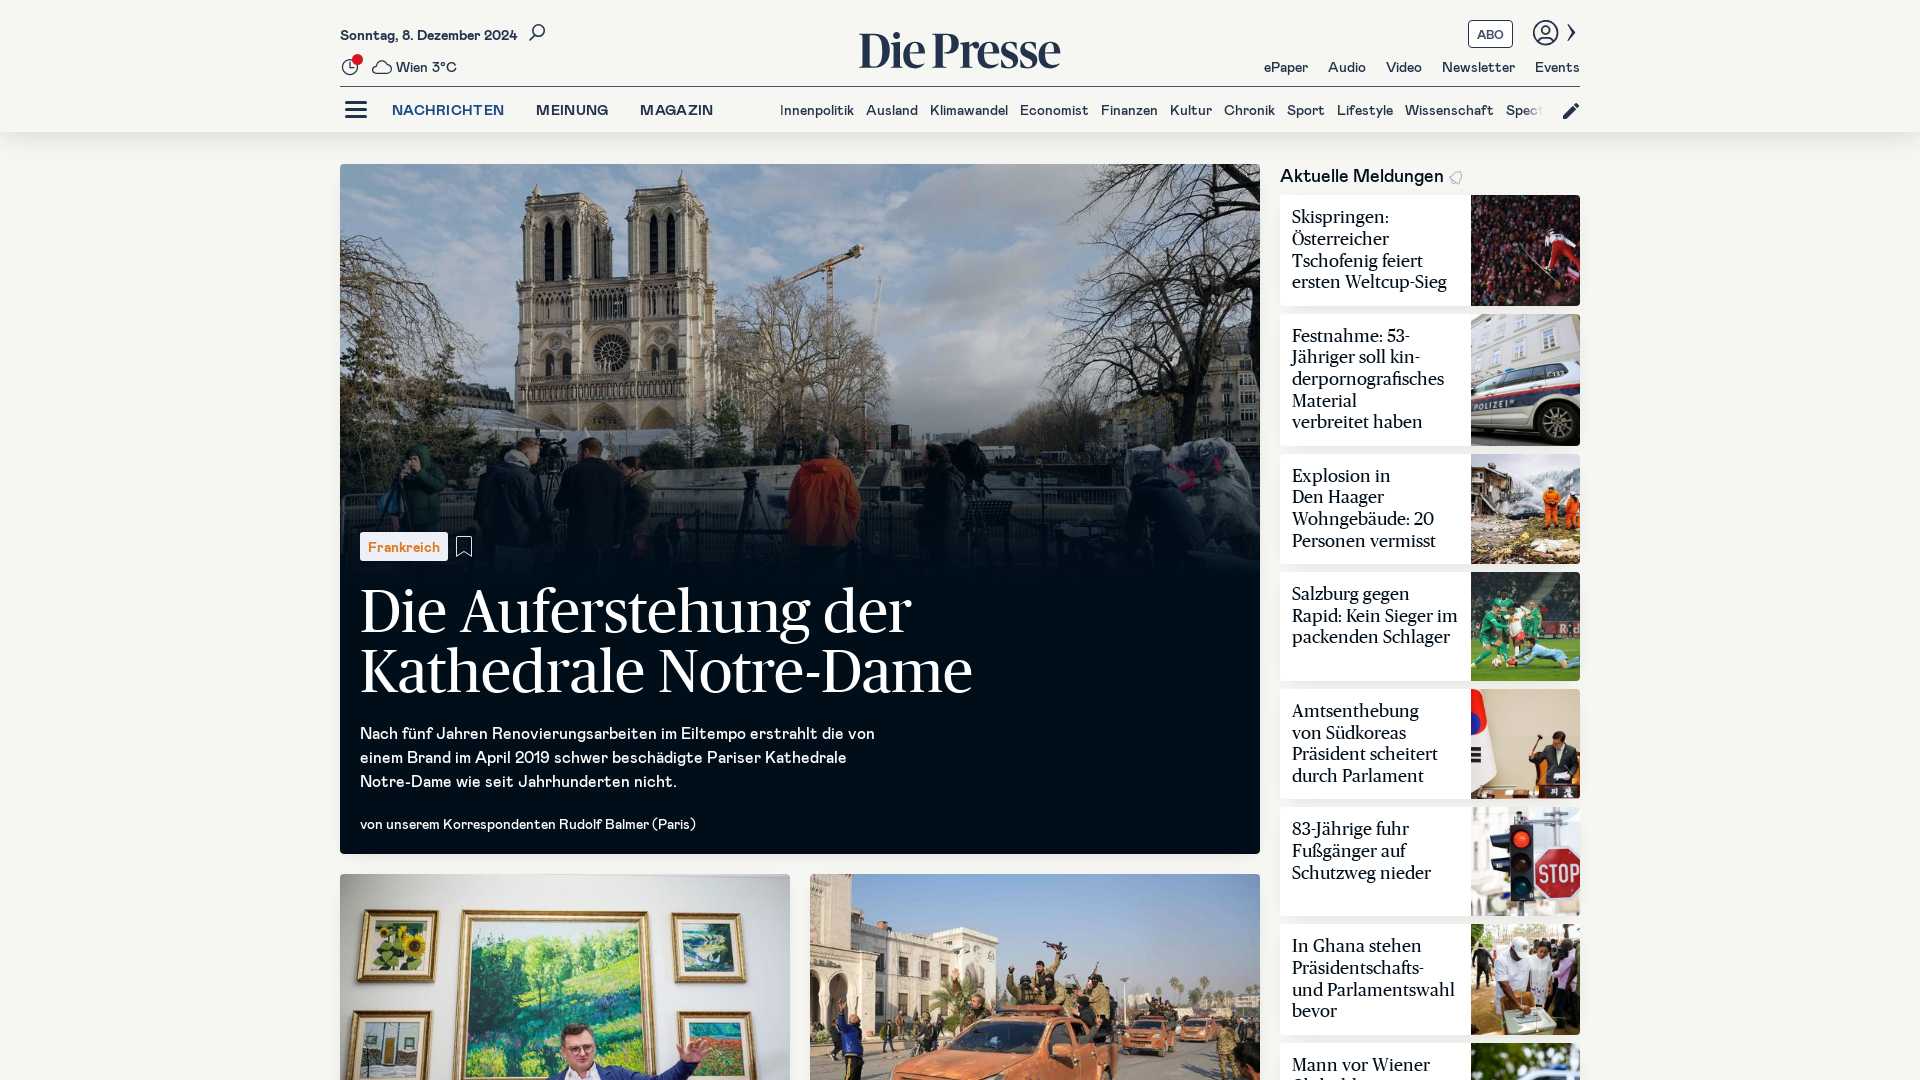 Sonntag, 8. Dezember 2024
Die Presse
ABO
Wien 3°C
ePaper Audio Video Newsletter Events
NACHRICHTEN MEINUNG MAGAZIN
Innenpolitik Ausland Klimawandel Economist Finanzen Kultur Chronik Sport Lifestyle Wissenschaft Spect
Frankreich
Die Auferstehung der
Kathedrale Notre-Dame
Nach fünf Jahren Renovierungsarbeiten im Eiltempo erstrahlt die von
einem Brand im April 2019 schwer beschädigte Pariser Kathedrale
Notre-Dame wie seit Jahrhunderten nicht.
von unserem Korrespondenten Rudolf Balmer (Paris)
Aktuelle Meldungen
Skispringen:
Österreicher
Tschofenig feiert
ersten Weltcup-Sieg
Festnahme: 53-
Jähriger soll kin-
derpornografisches
Material
verbreitet haben
POLIZEI
Explosion in
Den Haager
Wohngebäude: 20
Personen vermisst
Salzburg gegen
Rapid: Kein Sieger im
packenden Schlager
Amtsenthebung
von Südkoreas
Präsident scheitert
durch Parlament
83-Jährige fuhr
Fußgänger auf
Schutzweg nieder
STOP
In Ghana stehen
Präsidentschafts-
und Parlamentswahl
bevor
Mann vor Wiener